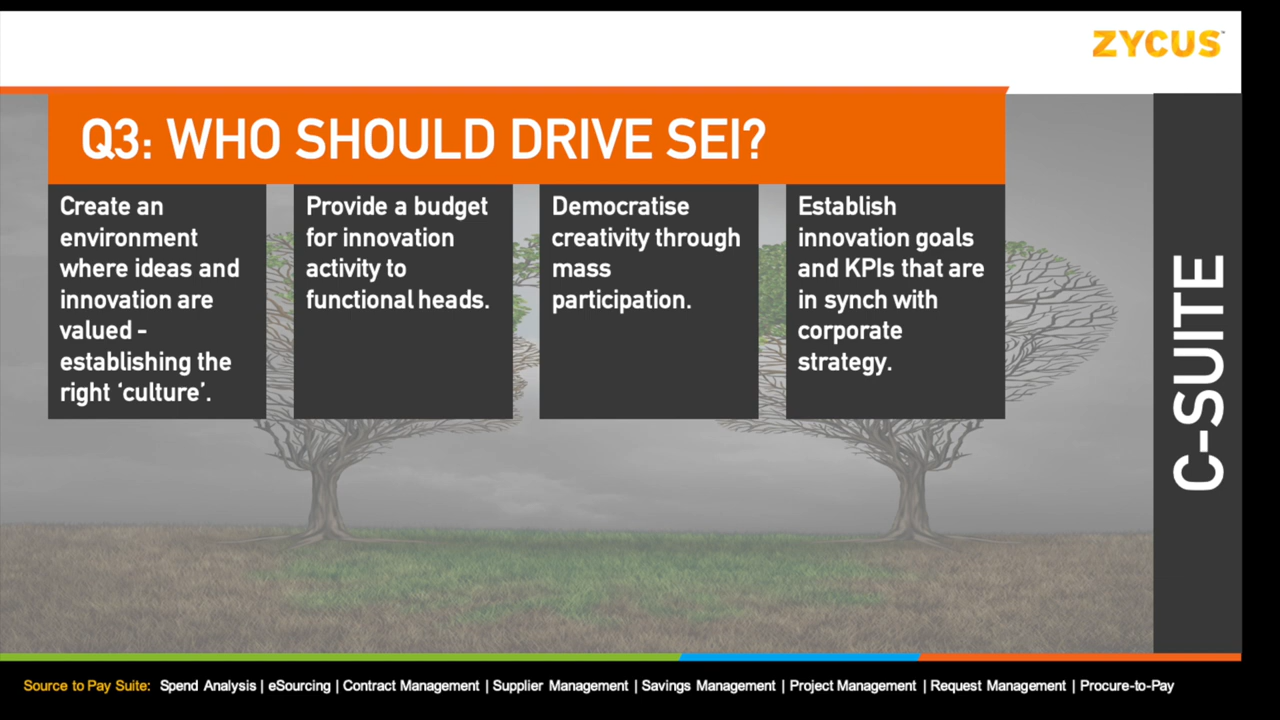 ZYCUS™
Q3: WHO SHOULD DRIVE SEI?
Create an
environment
where ideas and
innovation are
valued -
establishing the
right ‘culture’.
Provide a budget
for innovation
activity to
functional heads.
Democratise
creativity through
mass
participation.
Establish
innovation goals
and KPIs that are
in synch with
corporate
strategy.
C-SUITE
Source to Pay Suite: Spend Analysis | eSourcing | Contract Management | Supplier Management | Savings Management | Project Management | Request Management | Procure-to-Pay